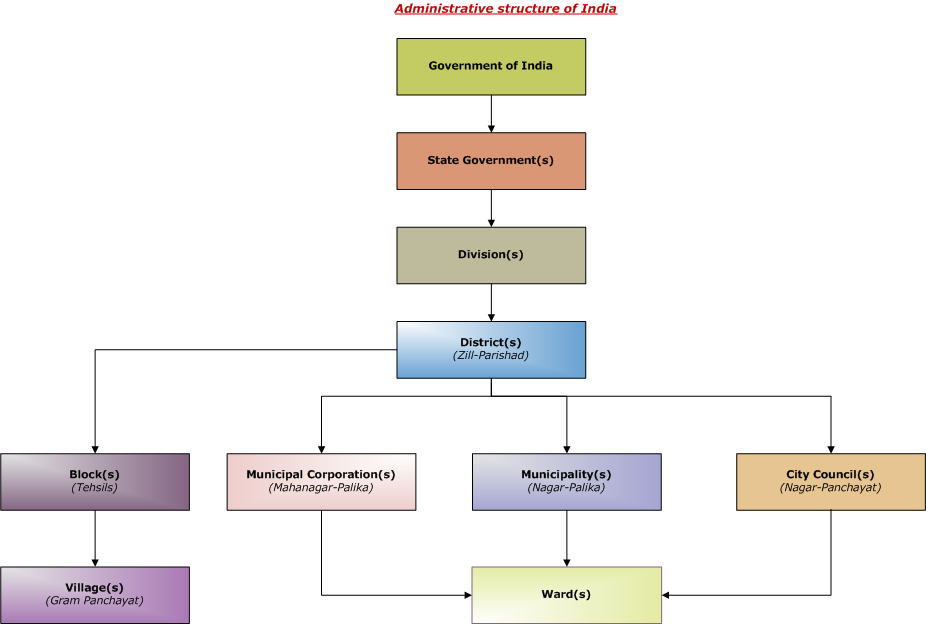 Administrative structure of India
Government of India
State Government(s)
Division(s)
District(s)
(Zill-Parishad)
Block(s)
(Tehsils)
Municipal Corporation(s)
(Mahanagar-Palika)
Municipality(s)
(Nagar-Palika)
City Council(s)
(Nagar-Panchayat)
Village(s)
(Gram Panchayat)
Ward(s)